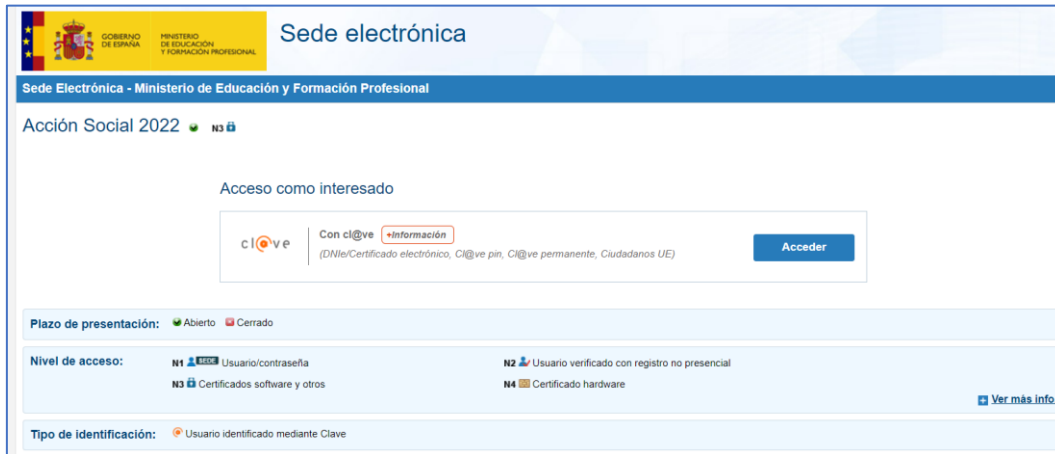 GOBIERNO DE ESPAÑA
MINISTERIO DE EDUCACIÓN Y FORMACIÓN PROFESIONAL
Sede electrónica
Sede Electrónica - Ministerio de Educación y Formación Profesional
Acción Social 2022 N3
Acceso como interesado
cl@ve
Con cl@ve +Información
(DNIe/Certificado electrónico, Cl@ve pin, Cl@ve permanente, Ciudadanos UE)
Acceder
Plazo de presentación: Abierto Cerrado
Nivel de acceso: N1 SEDE Usuario/contraseña N2 Usuario verificado con registro no presencial
N3 Certificados software y otros N4 Certificado hardware
Ver más info
Tipo de identificación: Usuario identificado mediante Clave